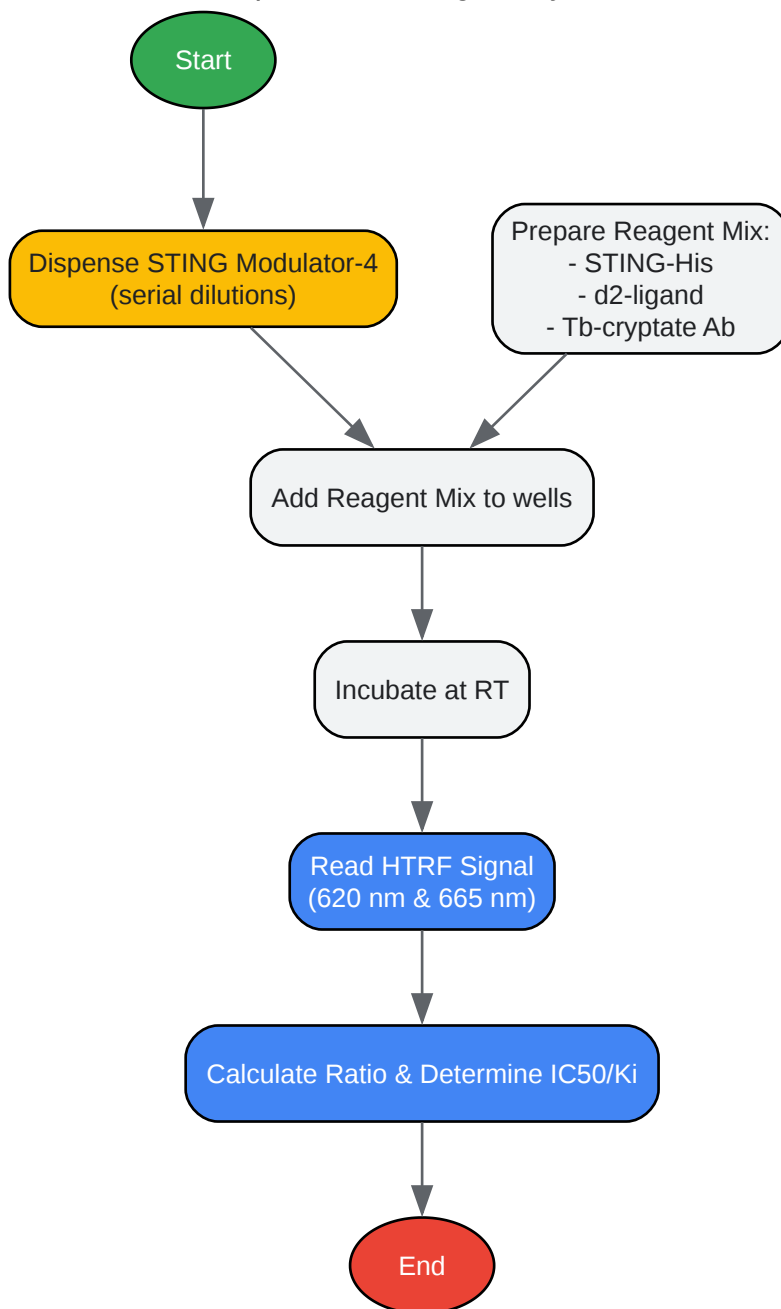 Start
Dispense STING Modulator-4
(serial dilutions)
Prepare Reagent Mix:
- STING-His
- d2-ligand
- Tb-cryptate Ab
Add Reagent Mix to wells
Incubate at RT
Read HTRF Signal
(620 nm & 665 nm)
Calculate Ratio & Determine IC50/Ki
End